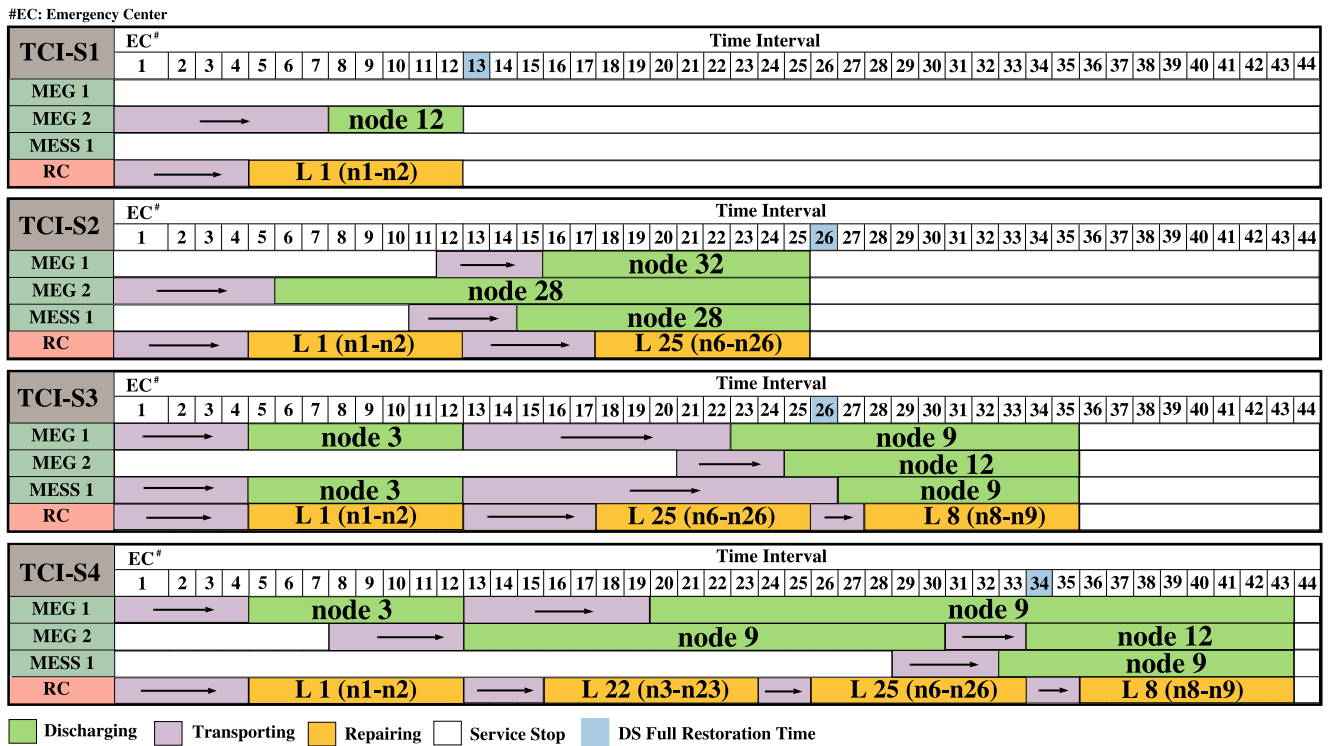 #EC: Emergency Center
TCI-S1
EC# Time Interval
1 2 3 4 5 6 7 8 9 10 11 12 13 14 15 16 17 18 19 20 21 22 23 24 25 26 27 28 29 30 31 32 33 34 35 36 37 38 39 40 41 42 43 44
MEG 1
MEG 2 node 12
MESS 1
RC L 1 (n1-n2)
TCI-S2
EC# Time Interval
1 2 3 4 5 6 7 8 9 10 11 12 13 14 15 16 17 18 19 20 21 22 23 24 25 26 27 28 29 30 31 32 33 34 35 36 37 38 39 40 41 42 43 44
MEG 1 node 32
MEG 2 node 28
MESS 1 node 28
RC L 1 (n1-n2) L 25 (n6-n26)
TCI-S3
EC# Time Interval
1 2 3 4 5 6 7 8 9 10 11 12 13 14 15 16 17 18 19 20 21 22 23 24 25 26 27 28 29 30 31 32 33 34 35 36 37 38 39 40 41 42 43 44
MEG 1 node 3 node 9
MEG 2 node 12
MESS 1 node 3 node 9
RC L 1 (n1-n2) L 25 (n6-n26) L 8 (n8-n9)
TCI-S4
EC# Time Interval
1 2 3 4 5 6 7 8 9 10 11 12 13 14 15 16 17 18 19 20 21 22 23 24 25 26 27 28 29 30 31 32 33 34 35 36 37 38 39 40 41 42 43 44
MEG 1 node 3 node 9
MEG 2 node 9 node 12
MESS 1 node 9
RC L 1 (n1-n2) L 22 (n3-n23) L 25 (n6-n26) L 8 (n8-n9)
Discharging Transporting Repairing Service Stop DS Full Restoration Time